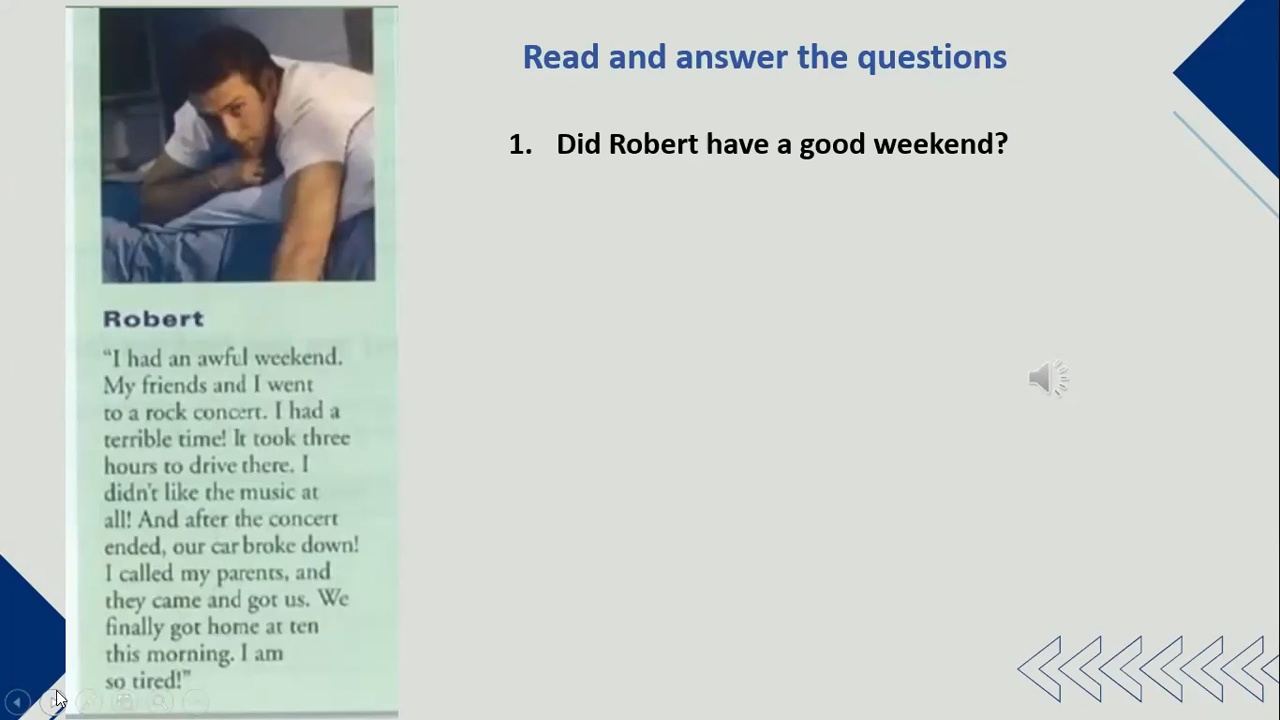 Read and answer the questions
1. Did Robert have a good weekend?
Robert
“I had an awful weekend.
My friends and I went
to a rock concert. I had a
terrible time! It took three
hours to drive there. I
didn't like the music at
all! And after the concert
ended, our car broke down!
I called my parents, and
they came and got us. We
finally got home at ten
this morning. I am
so tired!”